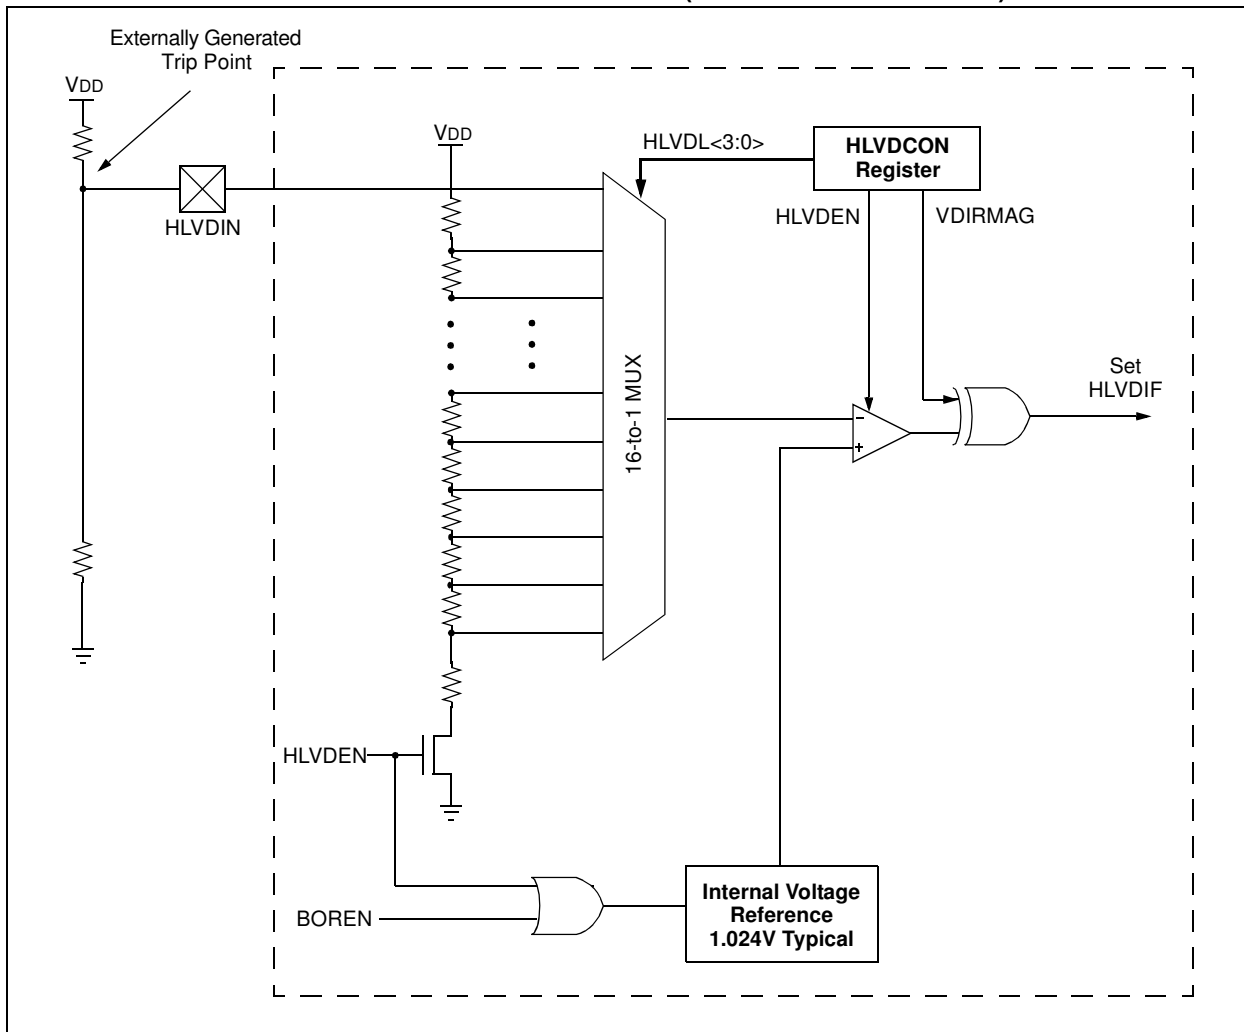 Externally Generated
Trip Point
VDD
VDD
HLVDL<3:0>
HLVDCON
Register
HLVDEN
VDIRMAG
HLVDIN
16-to-1 MUX
Set
HLVDIF
–
+
HLVDEN
BOREN
Internal Voltage
Reference
1.024V Typical